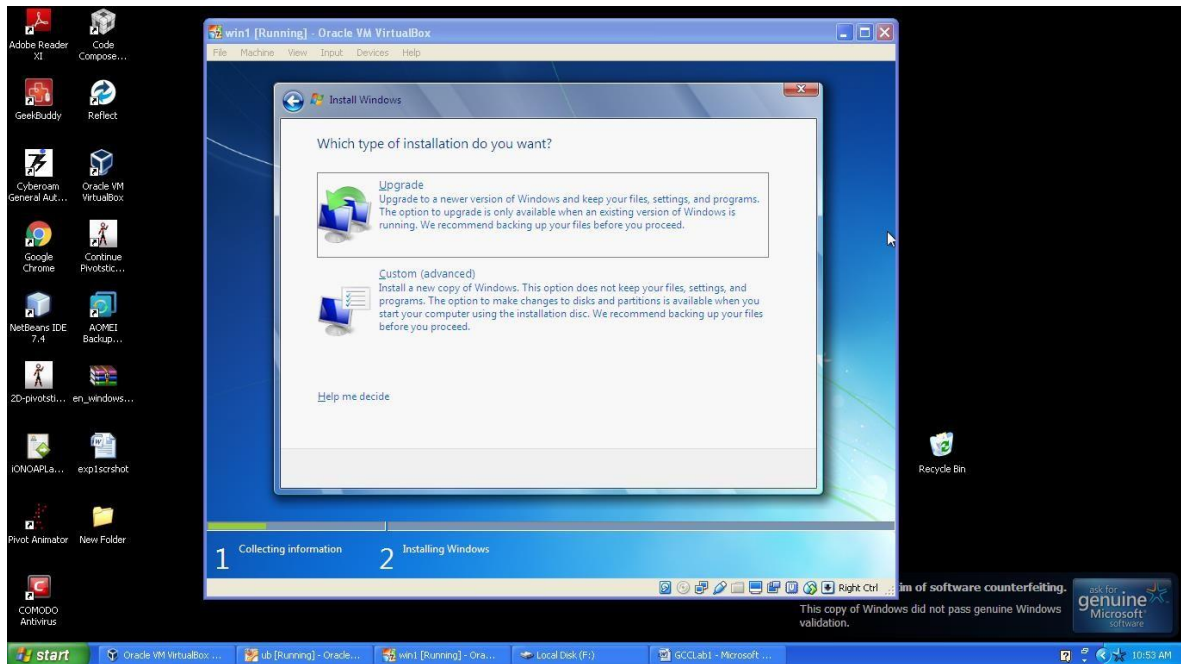 Adobe Reader
XI
Code
Compose...
GeekBuddy
Reflect
Cyberoam
General Aut...
Oracle VM
VirtualBox
Google
Chrome
Continue
Pivotstic...
NetBeans IDE
7.4
AOMEI
Backup...
2D-pivotsti...
en_windows...
iONOAPLa...
exp1scrshot
Pivot Animator
New Folder
COMODO
Antivirus
win1 [Running] - Oracle VM VirtualBox
File Machine View Input Devices Help
Install Windows
Which type of installation do you want?
Upgrade
Upgrade to a newer version of Windows and keep your files, settings, and programs.
The option to upgrade is only available when an existing version of Windows is
running. We recommend backing up your files before you proceed.
Custom (advanced)
Install a new copy of Windows. This option does not keep your files, settings, and
programs. The option to make changes to disks and partitions is available when you
start your computer using the installation disc. We recommend backing up your files
before you proceed.
Help me decide
1 Collecting information
2 Installing Windows
Right Ctrl
Recycle Bin
im of software counterfeiting.
This copy of Windows did not pass genuine Windows
validation.
ask for
genuine
Microsoft
software
start
Oracle VM VirtualBox ...
ub [Running] - Oracle...
win1 [Running] - Ora...
Local Disk (F:)
GCCLab1 - Microsoft ...
10:53 AM